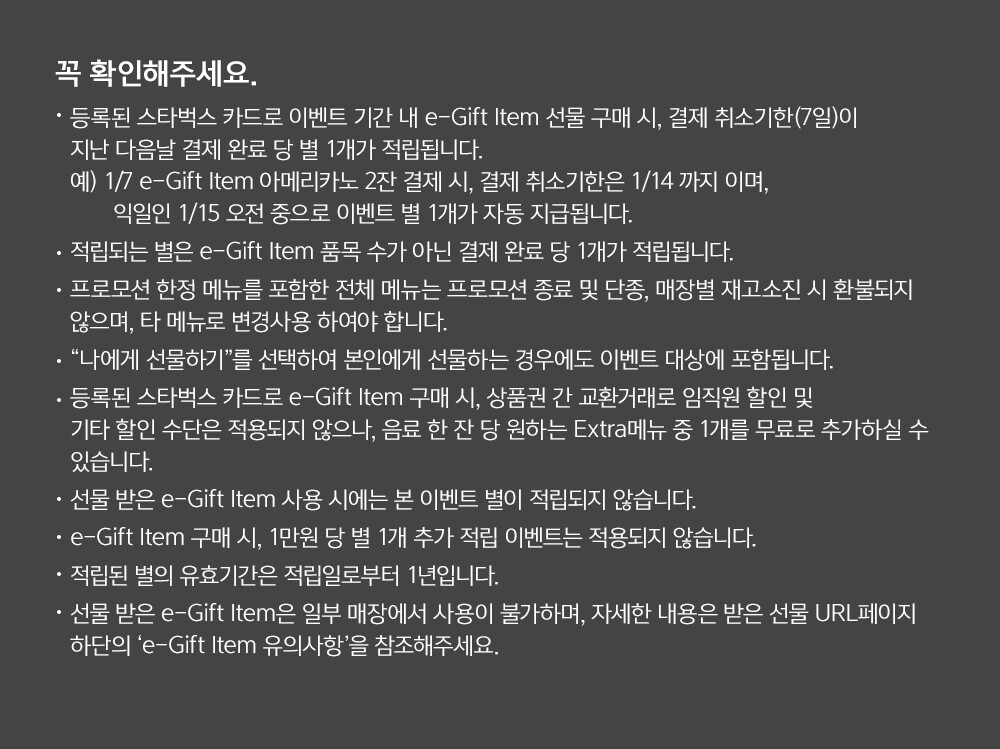 꼭 확인해주세요.
· 등록된 스타벅스 카드로 이벤트 기간 내 e-Gift Item 선물 구매 시, 결제 취소기한(7일)이
지난 다음날 결제 완료 당 별 1개가 적립됩니다.
예) 1/7 e-Gift Item 아메리카노 2잔 결제 시, 결제 취소기한은 1/14 까지 이며,
익일인 1/15 오전 중으로 이벤트 별 1개가 자동 지급됩니다.
· 적립되는 별은 e-Gift Item 품목 수가 아닌 결제 완료 당 1개가 적립됩니다.
· 프로모션 한정 메뉴를 포함한 전체 메뉴는 프로모션 종료 및 단종, 매장별 재고소진 시 환불되지
않으며, 타 메뉴로 변경사용 하여야 합니다.
· “나에게 선물하기”를 선택하여 본인에게 선물하는 경우에도 이벤트 대상에 포함됩니다.
· 등록된 스타벅스 카드로 e-Gift Item 구매 시, 상품권 간 교환거래로 임직원 할인 및
기타 할인 수단은 적용되지 않으나, 음료 한 잔 당 원하는 Extra메뉴 중 1개를 무료로 추가하실 수
있습니다.
· 선물 받은 e-Gift Item 사용 시에는 본 이벤트 별이 적립되지 않습니다.
· e-Gift Item 구매 시, 1만원 당 별 1개 추가 적립 이벤트는 적용되지 않습니다.
· 적립된 별의 유효기간은 적립일로부터 1년입니다.
· 선물 받은 e-Gift Item은 일부 매장에서 사용이 불가하며, 자세한 내용은 받은 선물 URL페이지
하단의 ‘e-Gift Item 유의사항’을 참조해주세요.